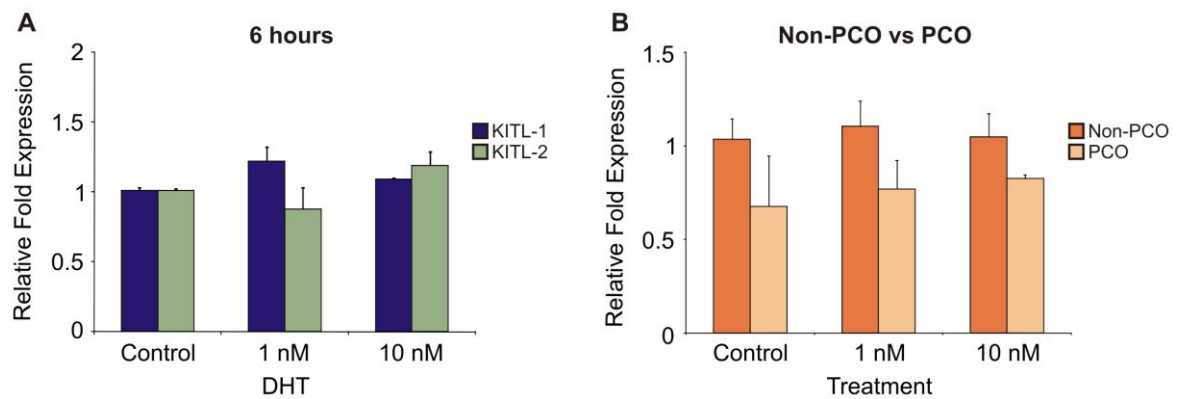 A
6 hours
Relative Fold Expression
2
1.5
1
0.5
0
Control
1 nM
10 nM
DHT
KITL-1
KITL-2
B
Non-PCO vs PCO
Relative Fold Expression
1.5
1
0.5
0
Control
1 nM
10 nM
Treatment
Non-PCO
PCO